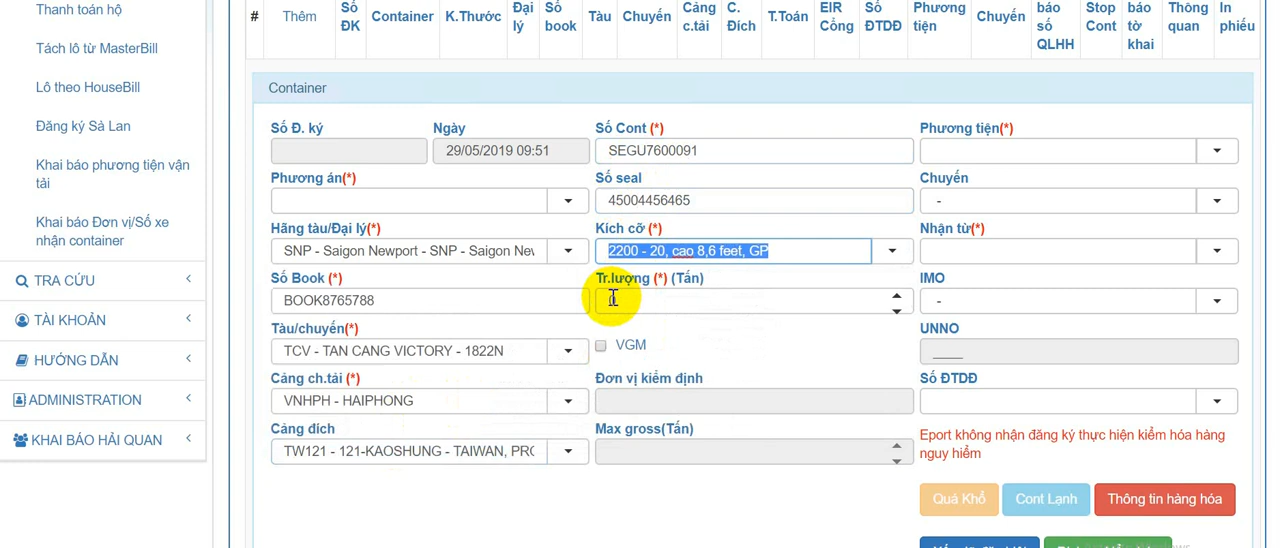 Thanh toán hộ
Tách lô từ MasterBill
Lô theo HouseBill
Đăng ký Sà Lan
Khai báo phương tiện vận
tải
Khai báo Đơn vị/Số xe
nhận container
TRA CỨU
TÀI KHOẢN
HƯỚNG DẪN
ADMINISTRATION
KHAI BÁO HẢI QUAN
# Thêm Số ĐK Container K.Thước Đại lý Số book Tàu Chuyến Cảng c.tải C. Đích T.Toán EIR Cổng Số ĐTDĐ Phương tiện Chuyến báo số QLHH Stop Cont báo tờ khai Thông quan In phiếu
Container
Số Đ. ký Ngày Số Cont (*) Phương tiện(*)
29/05/2019 09:51 SEGU7600091
Phương án(*) Số seal Chuyến
45004456465 -
Hãng tàu/Đại lý(*) Kích cỡ (*) Nhận từ(*)
SNP - Saigon Newport - SNP - Saigon Nev 2200 - 20, cao 8,6 feet, GP
Số Book (*) Tr.lượng (*) (Tấn) IMO
BOOK8765788 0 -
Tàu/chuyến(*) UNNO
TCV - TAN CANG VICTORY - 1822N VGM ____
Cảng ch.tải (*) Đơn vị kiểm định Số ĐTDĐ
VNHPH - HAIPHONG
Cảng đích Max gross(Tấn)
TW121 - 121-KAOSHUNG - TAIWAN, PRC
Eport không nhận đăng ký thực hiện kiểm hóa hàng
nguy hiểm
Quá Khổ Cont Lạnh Thông tin hàng hóa